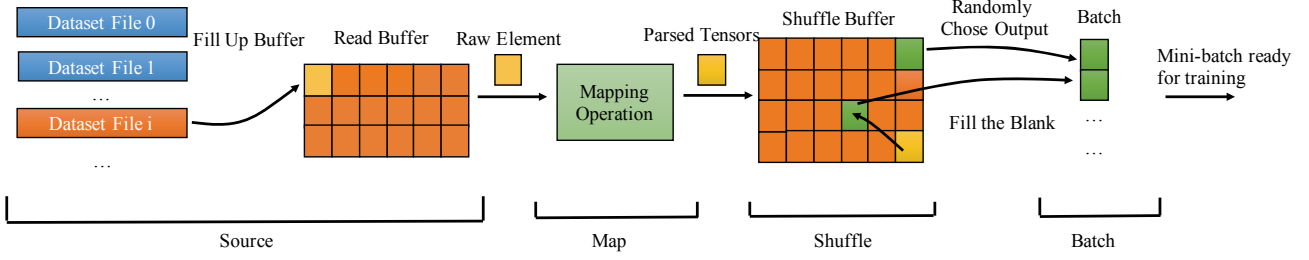 Dataset File 0
Dataset File 1
…
Dataset File i
…
Fill Up Buffer
Read Buffer
Raw Element
Mapping
Operation
Parsed Tensors
Shuffle Buffer
Randomly
Chose Output
Fill the Blank
Batch
…
…
Mini-batch ready
for training
Source
Map
Shuffle
Batch